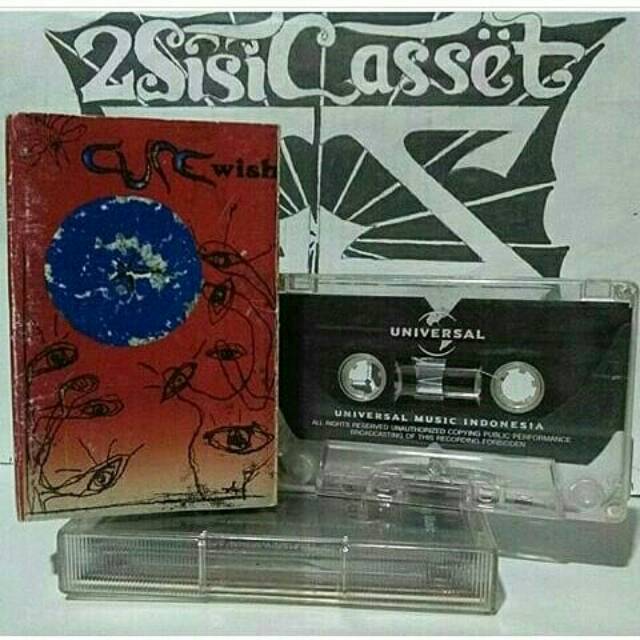 2SisiCassët
CURE wish
UNIVERSAL
UNIVERSAL MUSIC INDONESIA
ALL RIGHTS RESERVED UNAUTHORIZED COPYING PUBLIC PERFORMANCE
BROADCASTING OF THIS RECORDING FORBIDDEN